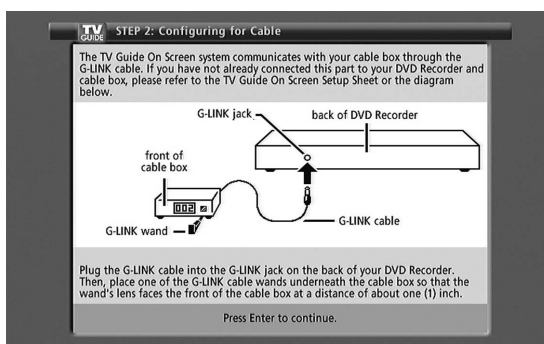 TV GUIDE STEP 2: Configuring for Cable
The TV Guide On Screen system communicates with your cable box through the
G-LINK cable. If you have not already connected this part to your DVD Recorder and
cable box, please refer to the TV Guide On Screen Setup Sheet or the diagram
below.
G-LINK jack
back of DVD Recorder
front of
cable box
002
G-LINK wand
G-LINK cable
Plug the G-LINK cable into the G-LINK jack on the back of your DVD Recorder.
Then, place one of the G-LINK cable wands underneath the cable box so that the
wand's lens faces the front of the cable box at a distance of about one (1) inch.
Press Enter to continue.